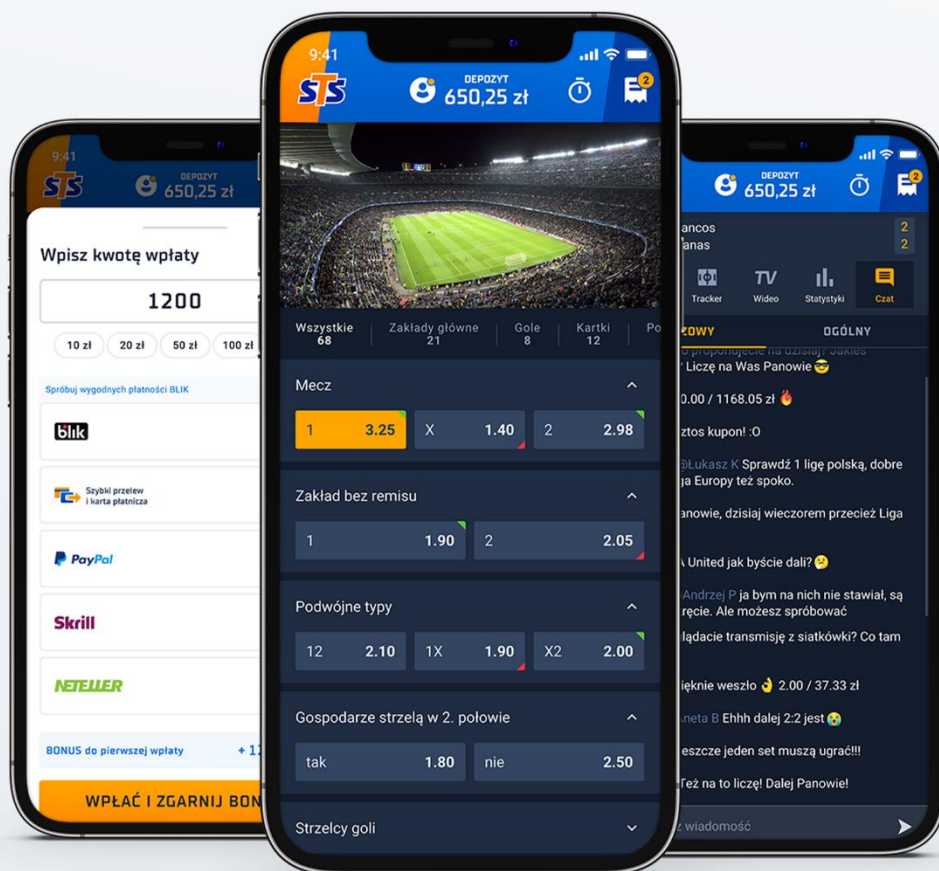 9:41
STS
DEPOZYT
650,25 zł
Wpisz kwotę wpłaty
1200
10 zł 20 zł 50 zł 100 zł
Spróbuj wygodnych płatności BLIK
blik
Szybki przelew
i karta płatnicza
PayPal
Skrill
NETELLER
BONUS do pierwszej wpłaty
WPŁAĆ I ZGARNIJ
9:41
STS
DEPOZYT
650,25 zł
2
Wszystkie Zakłady główne Gole Kartki
68 21 8 12
Mecz
1 3.25 X 1.40 2 2.98
Zakład bez remisu
1 1.90 2 2.05
Podwójne typy
12 2.10 1X 1.90 X2 2.00
Gospodarze strzelą w 2. połowie
tak 1.80 nie 2.50
Strzelcy goli
DEPOZYT
650,25 zł
2
ancos 2
anas 2
Tracker TV Wideo Statystyki Czat
OGÓLNY
proponujecie na dzisiaj? Jakieś
Liczę na Was Panowie 😎
0.00 / 1168.05 zł 🔥
kupon! :O
@Łukasz K Sprawdź 1 ligę polską, dobre
Europy też spoko.
anowie, dzisiaj wieczorem przecież Liga
United jak byście dali? 🤔
Andrzej P ja bym na nich nie stawiał, są
Ale możesz spróbować
lądacie transmisję z siatkówki? Co tam
ięknie weszło 👌 2.00 / 37.33 zł
neta B Ehhh dalej 2:2 jest 😭
eszcze jeden set muszą ugrać!!!
Też na to liczę! Dalej Panowie!
wiadomość